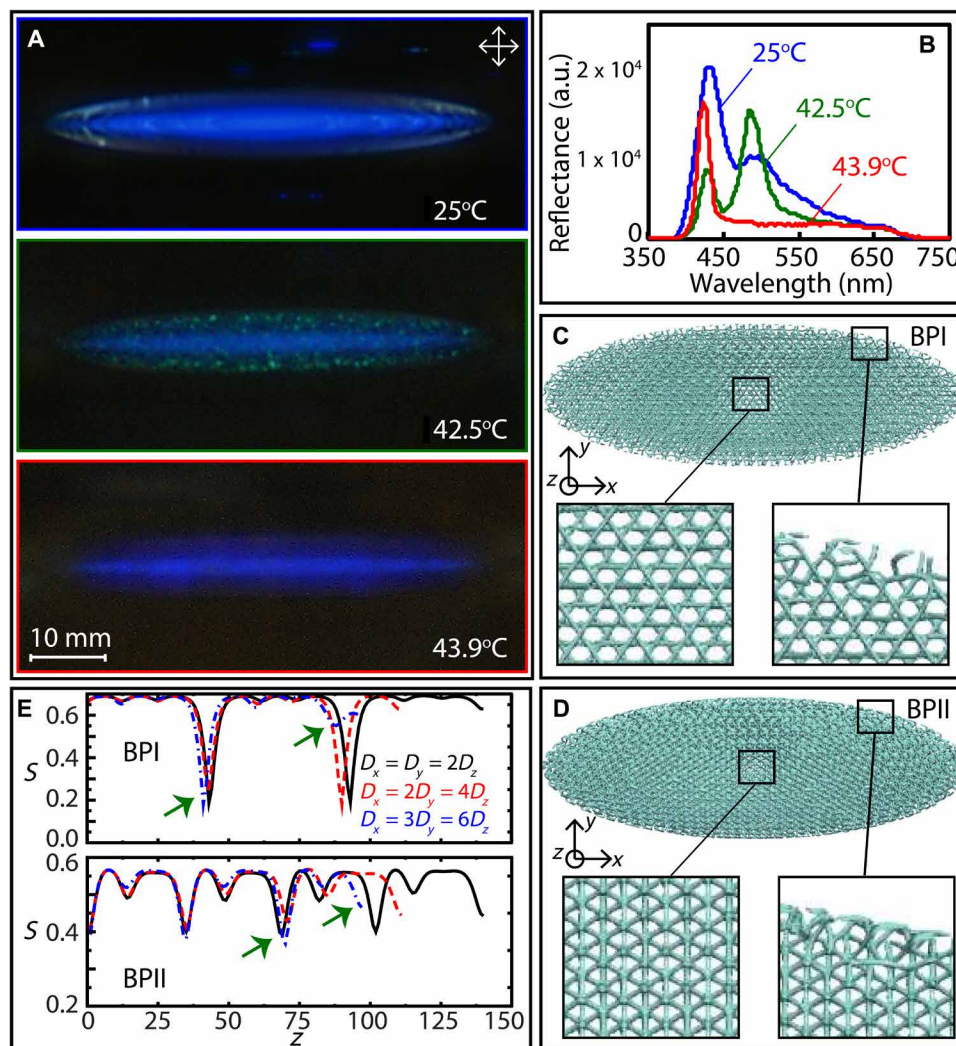 A
25°C
42.5°C
10 mm
43.9°C
B
Reflectance (a.u.)
2 x 10⁴
1 x 10⁴
0
25°C
42.5°C
43.9°C
350 450 550 650 750
Wavelength (nm)
C
BPI
y
z x
D
BPII
y
z x
E
S
0.6
0.4
0.2
0.0
BPI
Dx = Dy = 2Dz
Dx = 2Dy = 4Dz
Dx = 3Dy = 6Dz
S
0.6
0.4
0.2
BPII
0 25 50 75 100 125 150
z